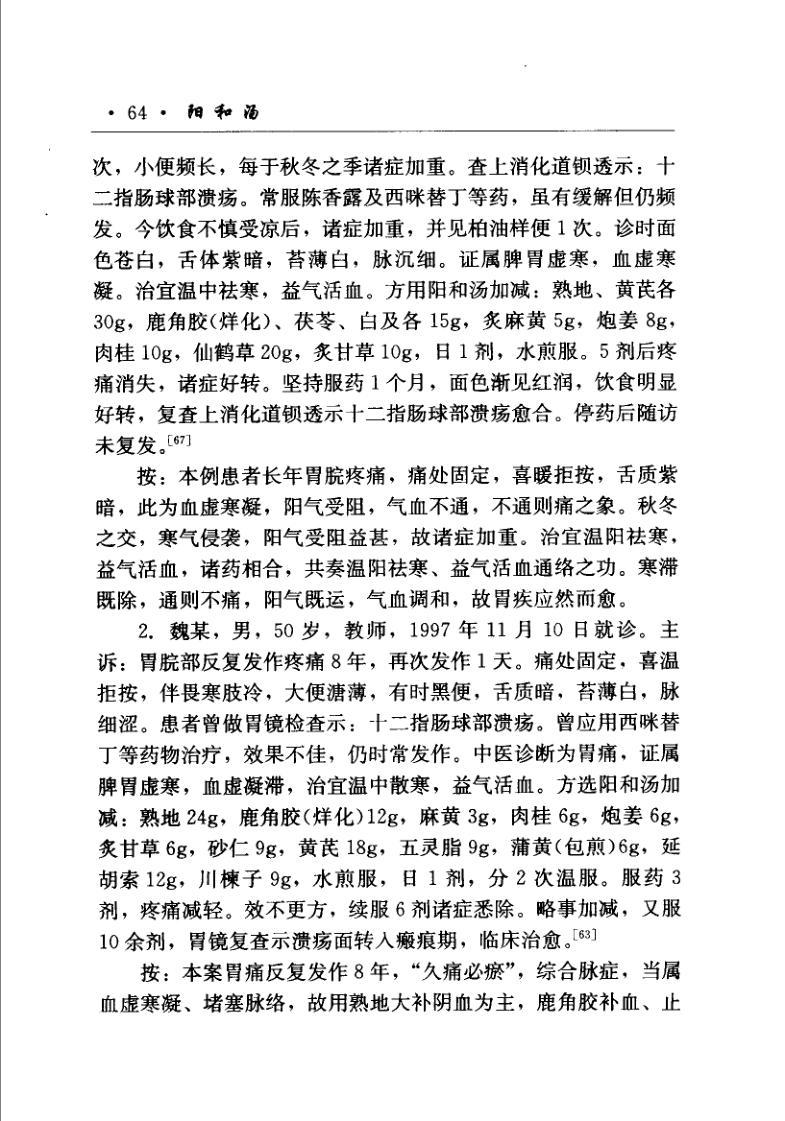 · 64 · 阳和汤
次，小便频长，每于秋冬之季诸症加重。查上消化道钡透示：十
二指肠球部溃疡。常服陈香露及西咪替丁等药，虽有缓解但仍频
发。今饮食不慎受凉后，诸症加重，并见柏油样便 1 次。诊时面
色苍白，舌体紫暗，苔薄白，脉沉细。证属脾胃虚寒，血虚寒
凝。治宜温中祛寒，益气活血。方用阳和汤加减：熟地、黄芪各
30g，鹿角胶(烊化)、茯苓、白及各 15g，炙麻黄 5g，炮姜 8g，
肉桂 10g，仙鹤草 20g，炙甘草 10g，日 1 剂，水煎服。5 剂后疼
痛消失，诸症好转。坚持服药 1 个月，面色渐见红润，饮食明显
好转，复查上消化道钡透示十二指肠球部溃疡愈合。停药后随访
未复发。[67]
按：本例患者长年胃脘疼痛，痛处固定，喜暖拒按，舌质紫
暗，此为血虚寒凝，阳气受阻，气血不通，不通则痛之象。秋冬
之交，寒气侵袭，阳气受阻益甚，故诸症加重。治宜温阳祛寒，
益气活血，诸药相合，共奏温阳祛寒、益气活血通络之功。寒滞
既除，通则不痛，阳气既运，气血调和，故胃疾应然而愈。
2．魏某，男，50 岁，教师，1997 年 11 月 10 日就诊。主
诉：胃脘部反复发作疼痛 8 年，再次发作 1 天。痛处固定，喜温
拒按，伴畏寒肢冷，大便溏薄，有时黑便，舌质暗，苔薄白，脉
细涩。患者曾做胃镜检查示：十二指肠球部溃疡。曾应用西咪替
丁等药物治疗，效果不佳，仍时常发作。中医诊断为胃痛，证属
脾胃虚寒，血虚凝滞，治宜温中散寒，益气活血。方选阳和汤加
减：熟地 24g，鹿角胶(烊化)12g，麻黄 3g，肉桂 6g，炮姜 6g，
炙甘草 6g，砂仁 9g，黄芪 18g，五灵脂 9g，蒲黄(包煎)6g，延
胡索 12g，川楝子 9g，水煎服，日 1 剂，分 2 次温服。服药 3
剂，疼痛减轻。效不更方，续服 6 剂诸症悉除。略事加减，又服
10 余剂，胃镜复查示溃疡面转入瘢痕期，临床治愈。[63]
按：本案胃痛反复发作 8 年，“久痛必瘀”，综合脉症，当属
血虚寒凝、堵塞脉络，故用熟地大补阴血为主，鹿角胶补血、止